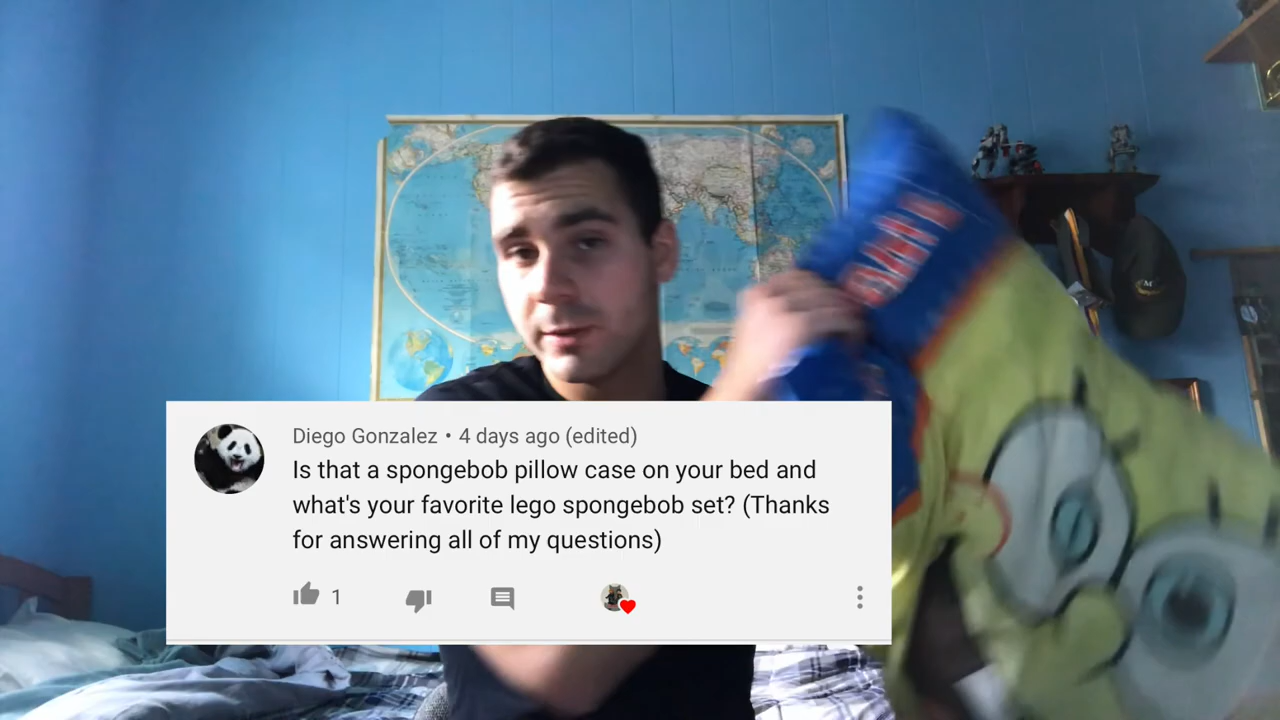 Diego Gonzalez • 4 days ago (edited)
Is that a spongebob pillow case on your bed and
what's your favorite lego spongebob set? (Thanks
for answering all of my questions)
1
M